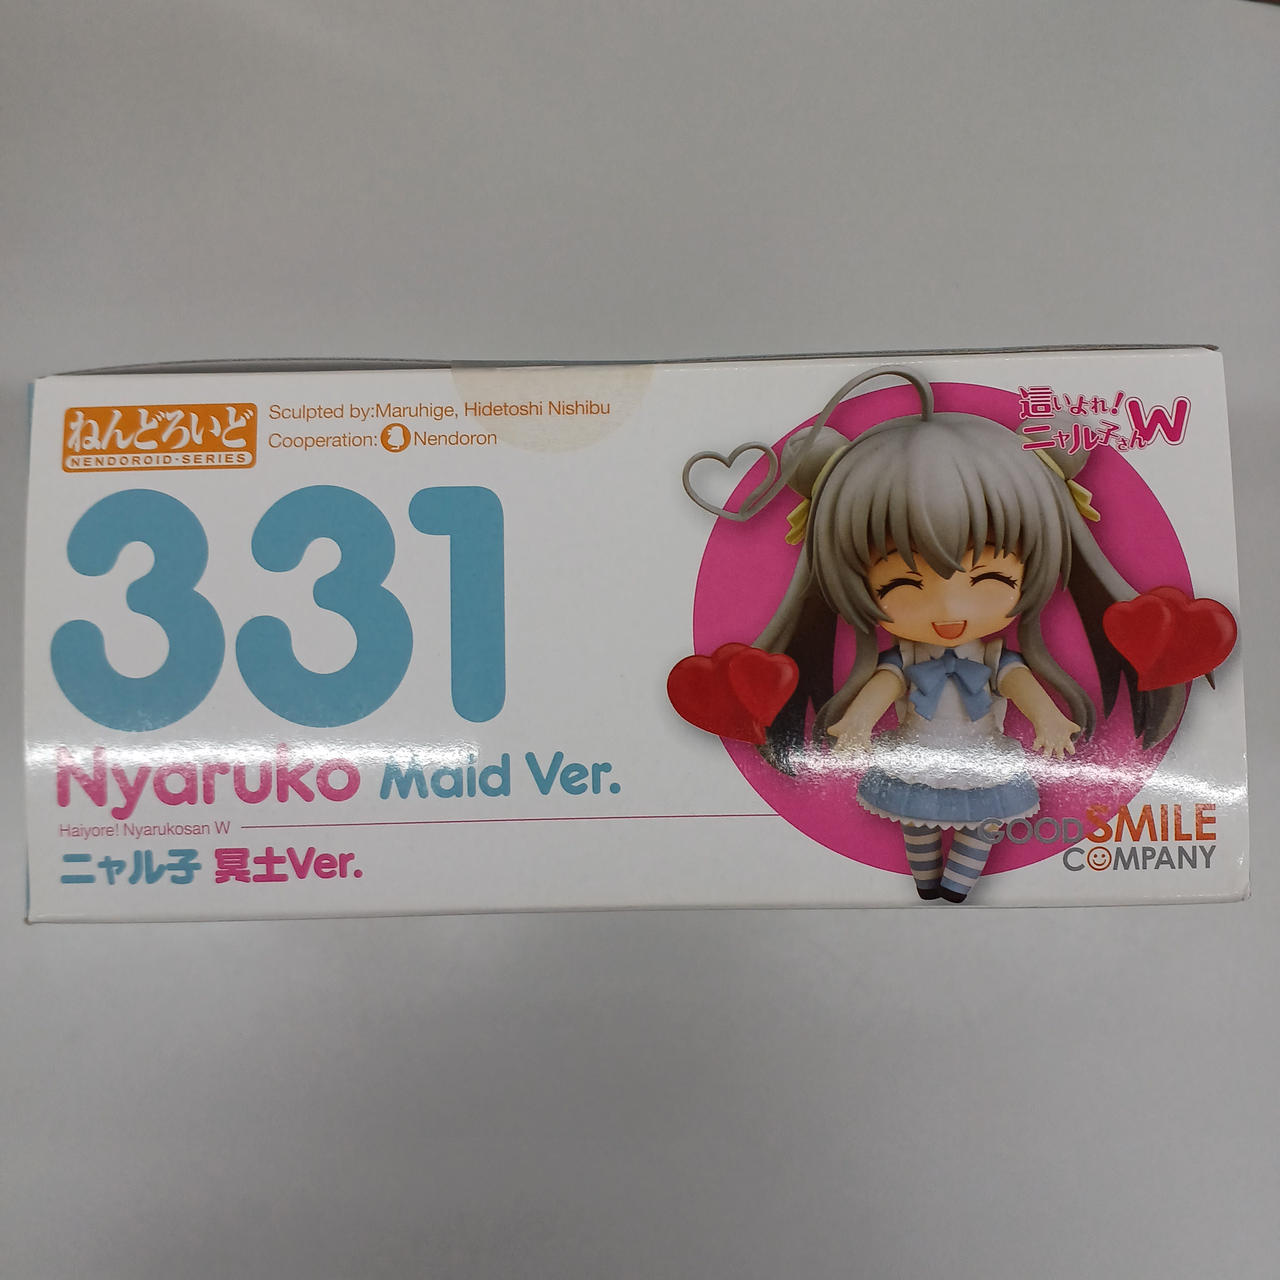 ねんどろいど
NENDOROID·SERIES
Sculpted by:Maruhige, Hidetoshi Nishibu
Cooperation: Nendoron
這いよれ!
ニャル子さんW
331
Nyaruko Maid Ver.
Haiyore! Nyarukosan W
ニャル子 冥土Ver.
GOODSMILE
COMPANY